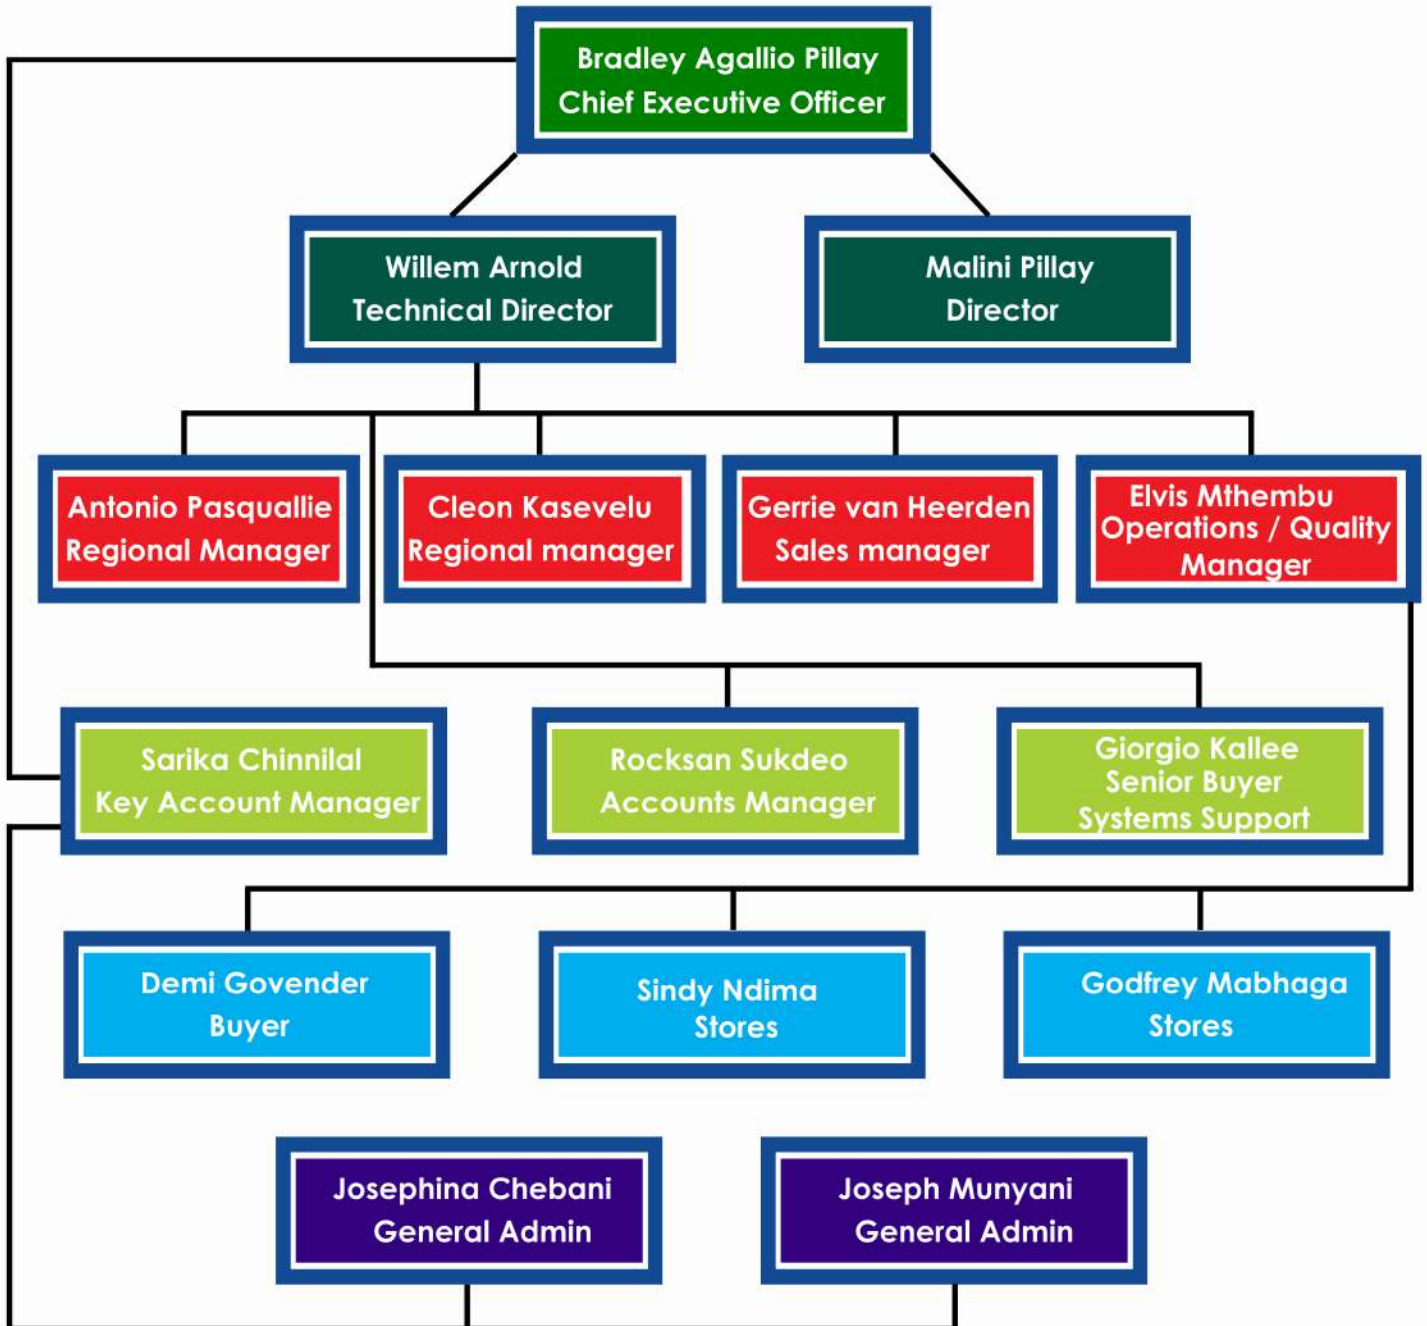 Bradley Agallio Pillay
Chief Executive Officer
Willem Arnold
Technical Director
Malini Pillay
Director
Antonio Pasquallie
Regional Manager
Cleon Kasevelu
Regional manager
Gerrie van Heerden
Sales manager
Elvis Mthembu
Operations / Quality
Manager
Sarika Chinnilal
Key Account Manager
Rocksan Sukdeo
Accounts Manager
Giorgio Kallee
Senior Buyer
Systems Support
Demi Govender
Buyer
Sindy Ndima
Stores
Godfrey Mabhaga
Stores
Josephina Chebani
General Admin
Joseph Munyani
General Admin